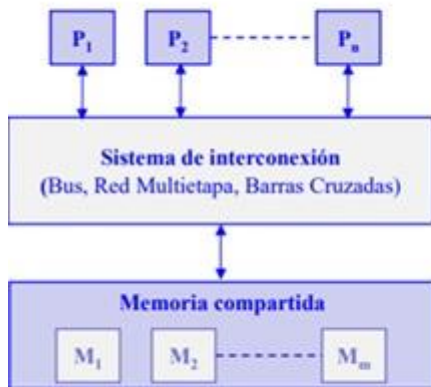 P1 P2 Pn
Sistema de interconexión
(Bus, Red Multietapa, Barras Cruzadas)
Memoria compartida
M1 M2 Mm